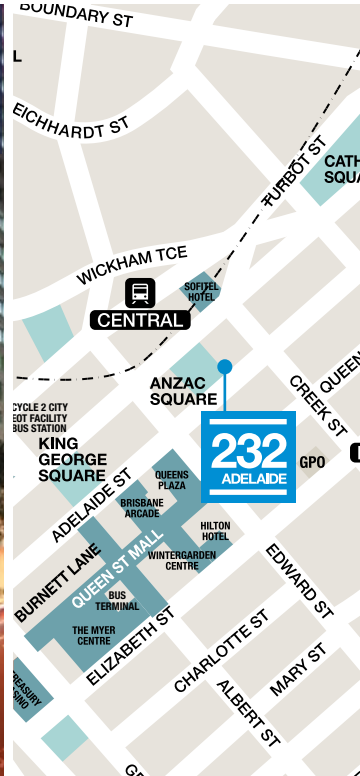 BOUNDARY ST
L
EICHHARDT ST
TURBOT ST
CATH
SQUA
WICKHAM TCE
SOFITEL
HOTEL
CENTRAL
ANZAC
SQUARE
CREEK ST
QUEEN
CYCLE 2 CITY
EOT FACILITY
BUS STATION
KING
GEORGE
SQUARE
232
ADELAIDE
GPO
ADELAIDE ST
QUEENS
PLAZA
BRISBANE
ARCADE
HILTON
HOTEL
BURNETT LANE
QUEEN ST MALL
WINTERGARDEN
CENTRE
EDWARD ST
BUS
TERMINAL
THE MYER
CENTRE
ELIZABETH ST
CHARLOTTE ST
MARY ST
ALBERT ST
REASURY
SINO
GE